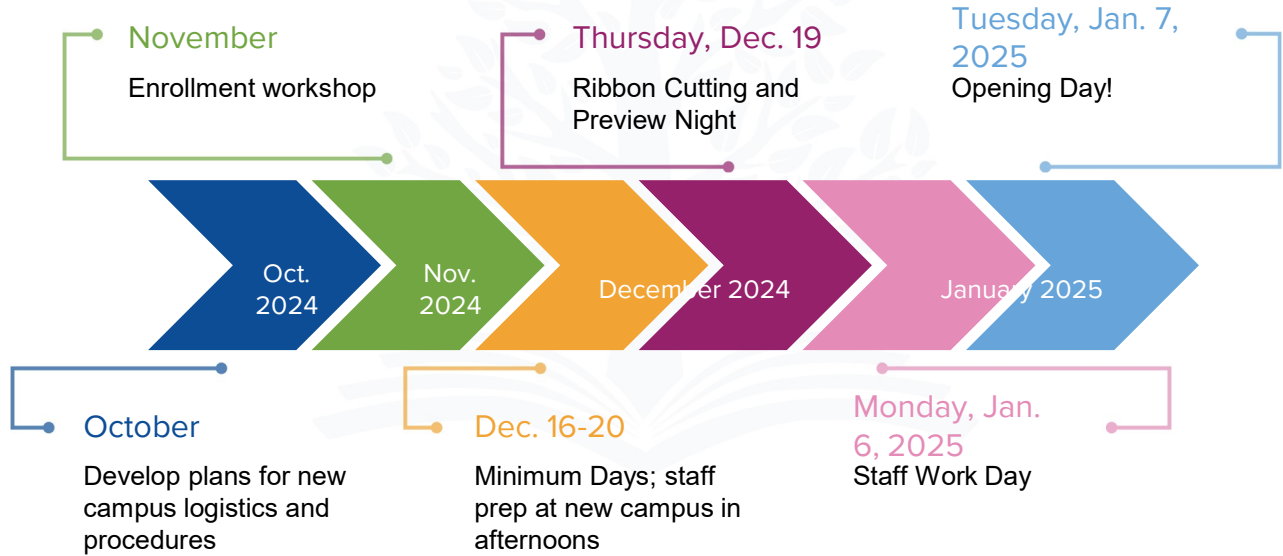 November
Enrollment workshop
Thursday, Dec. 19
Ribbon Cutting and
Preview Night
Tuesday, Jan. 7,
2025
Opening Day!
Oct.
2024
Nov.
2024
December 2024
January 2025
October
Develop plans for new
campus logistics and
procedures
Dec. 16-20
Minimum Days; staff
prep at new campus in
afternoons
Monday, Jan.
6, 2025
Staff Work Day